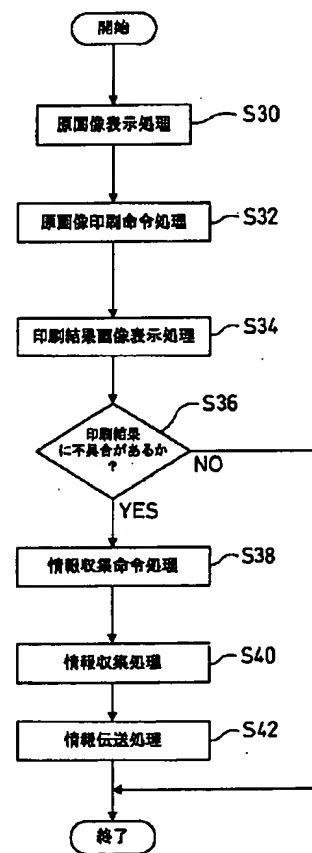 開始
原画像表示処理
S30
原画像印刷命令処理
S32
印刷結果画像表示処理
S34
S36
印刷結果
に不具合があるか
?
NO
YES
情報収集命令処理
S38
情報収集処理
S40
情報伝送処理
S42
終了